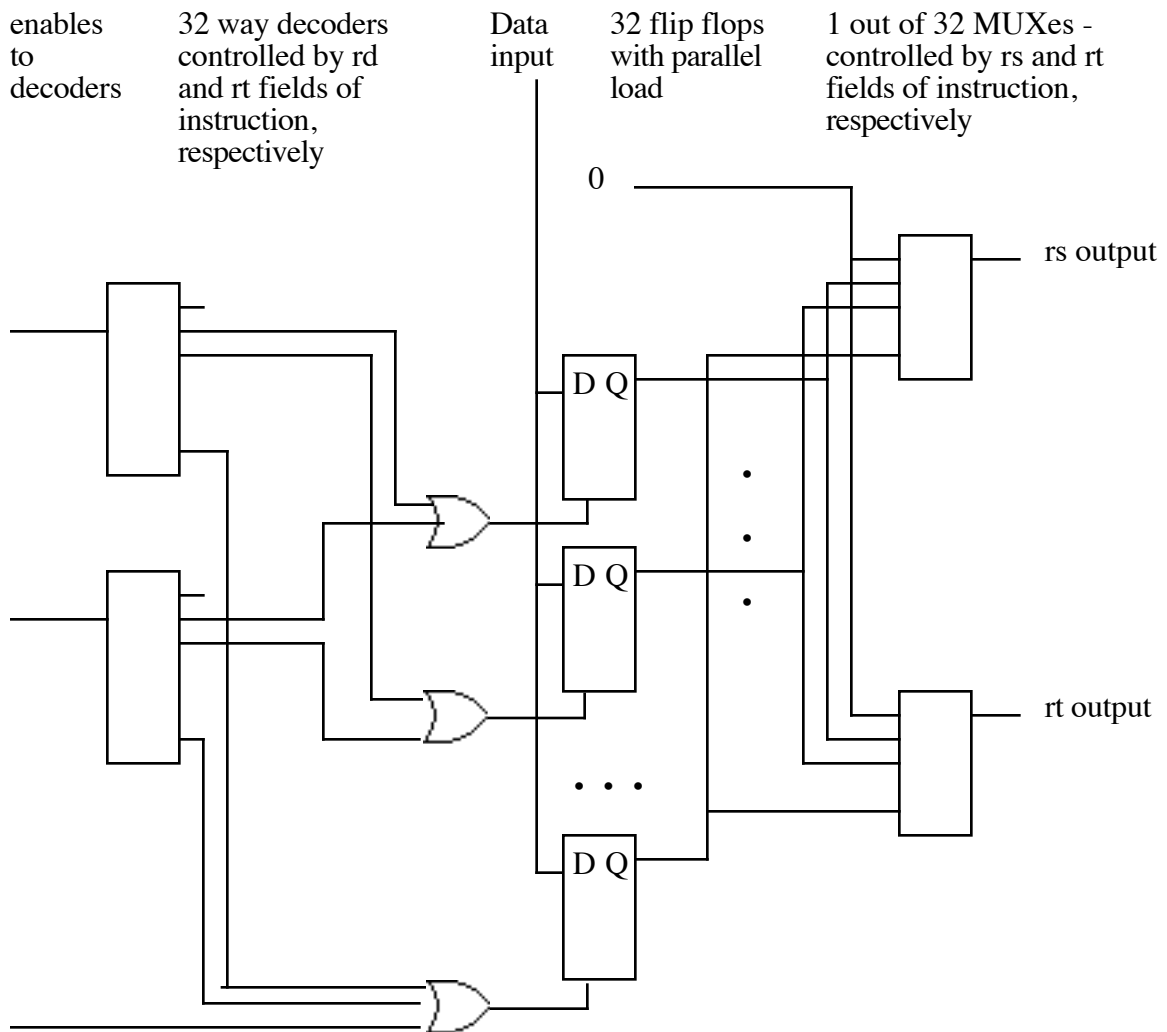 enables
to
decoders
32 way decoders
controlled by rd
and rt fields of
instruction,
respectively
Data
input
32 flip flops
with parallel
load
1 out of 32 MUXes -
controlled by rs and rt
fields of instruction,
respectively
0
rs output
D Q
D Q
rt output
D Q